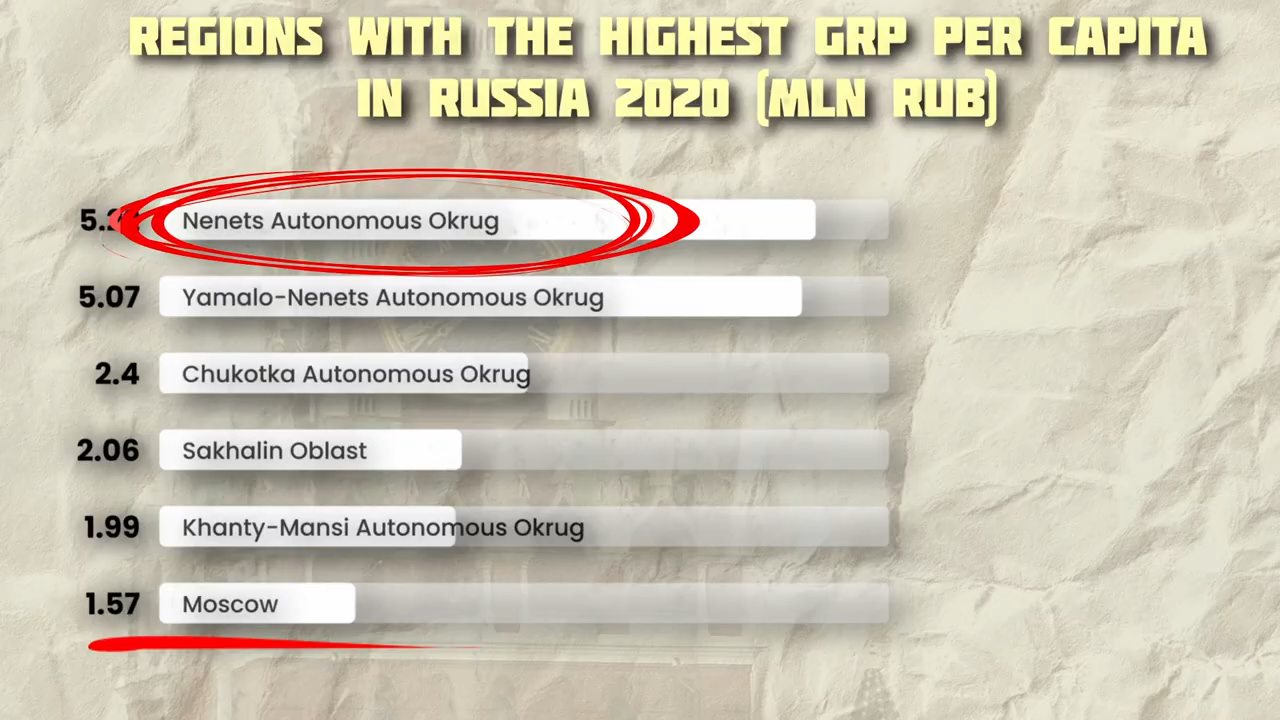 REGIONS WITH THE HIGHEST GRP PER CAPITA
IN RUSSIA 2020 (MLN RUB)
Nenets Autonomous Okrug
5.07 Yamalo-Nenets Autonomous Okrug
2.4 Chukotka Autonomous Okrug
2.06 Sakhalin Oblast
1.99 Khanty-Mansi Autonomous Okrug
1.57 Moscow